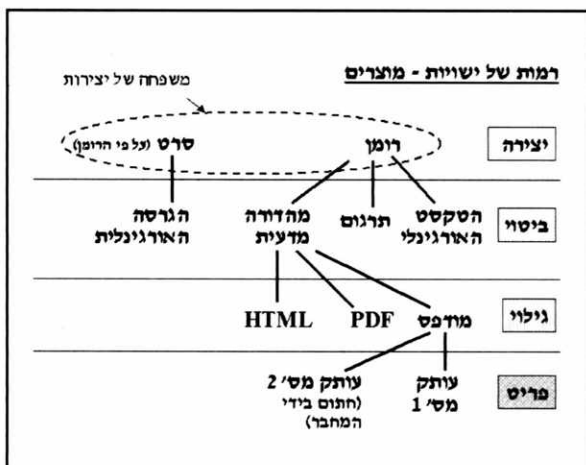 רמות של ישויות - מוצרים
משפחה של יצירות
יצירה
רומן
סרט (על פי הרומן)
ביטוי
הטקסט
האורגינלי
תרגום
מהדורה
מדעית
הגרסה
האורגינלית
גילוי
מודפס
PDF
HTML
פריט
עותק
מס' 1
עותק מס' 2
(חתום בידי
המחבר)